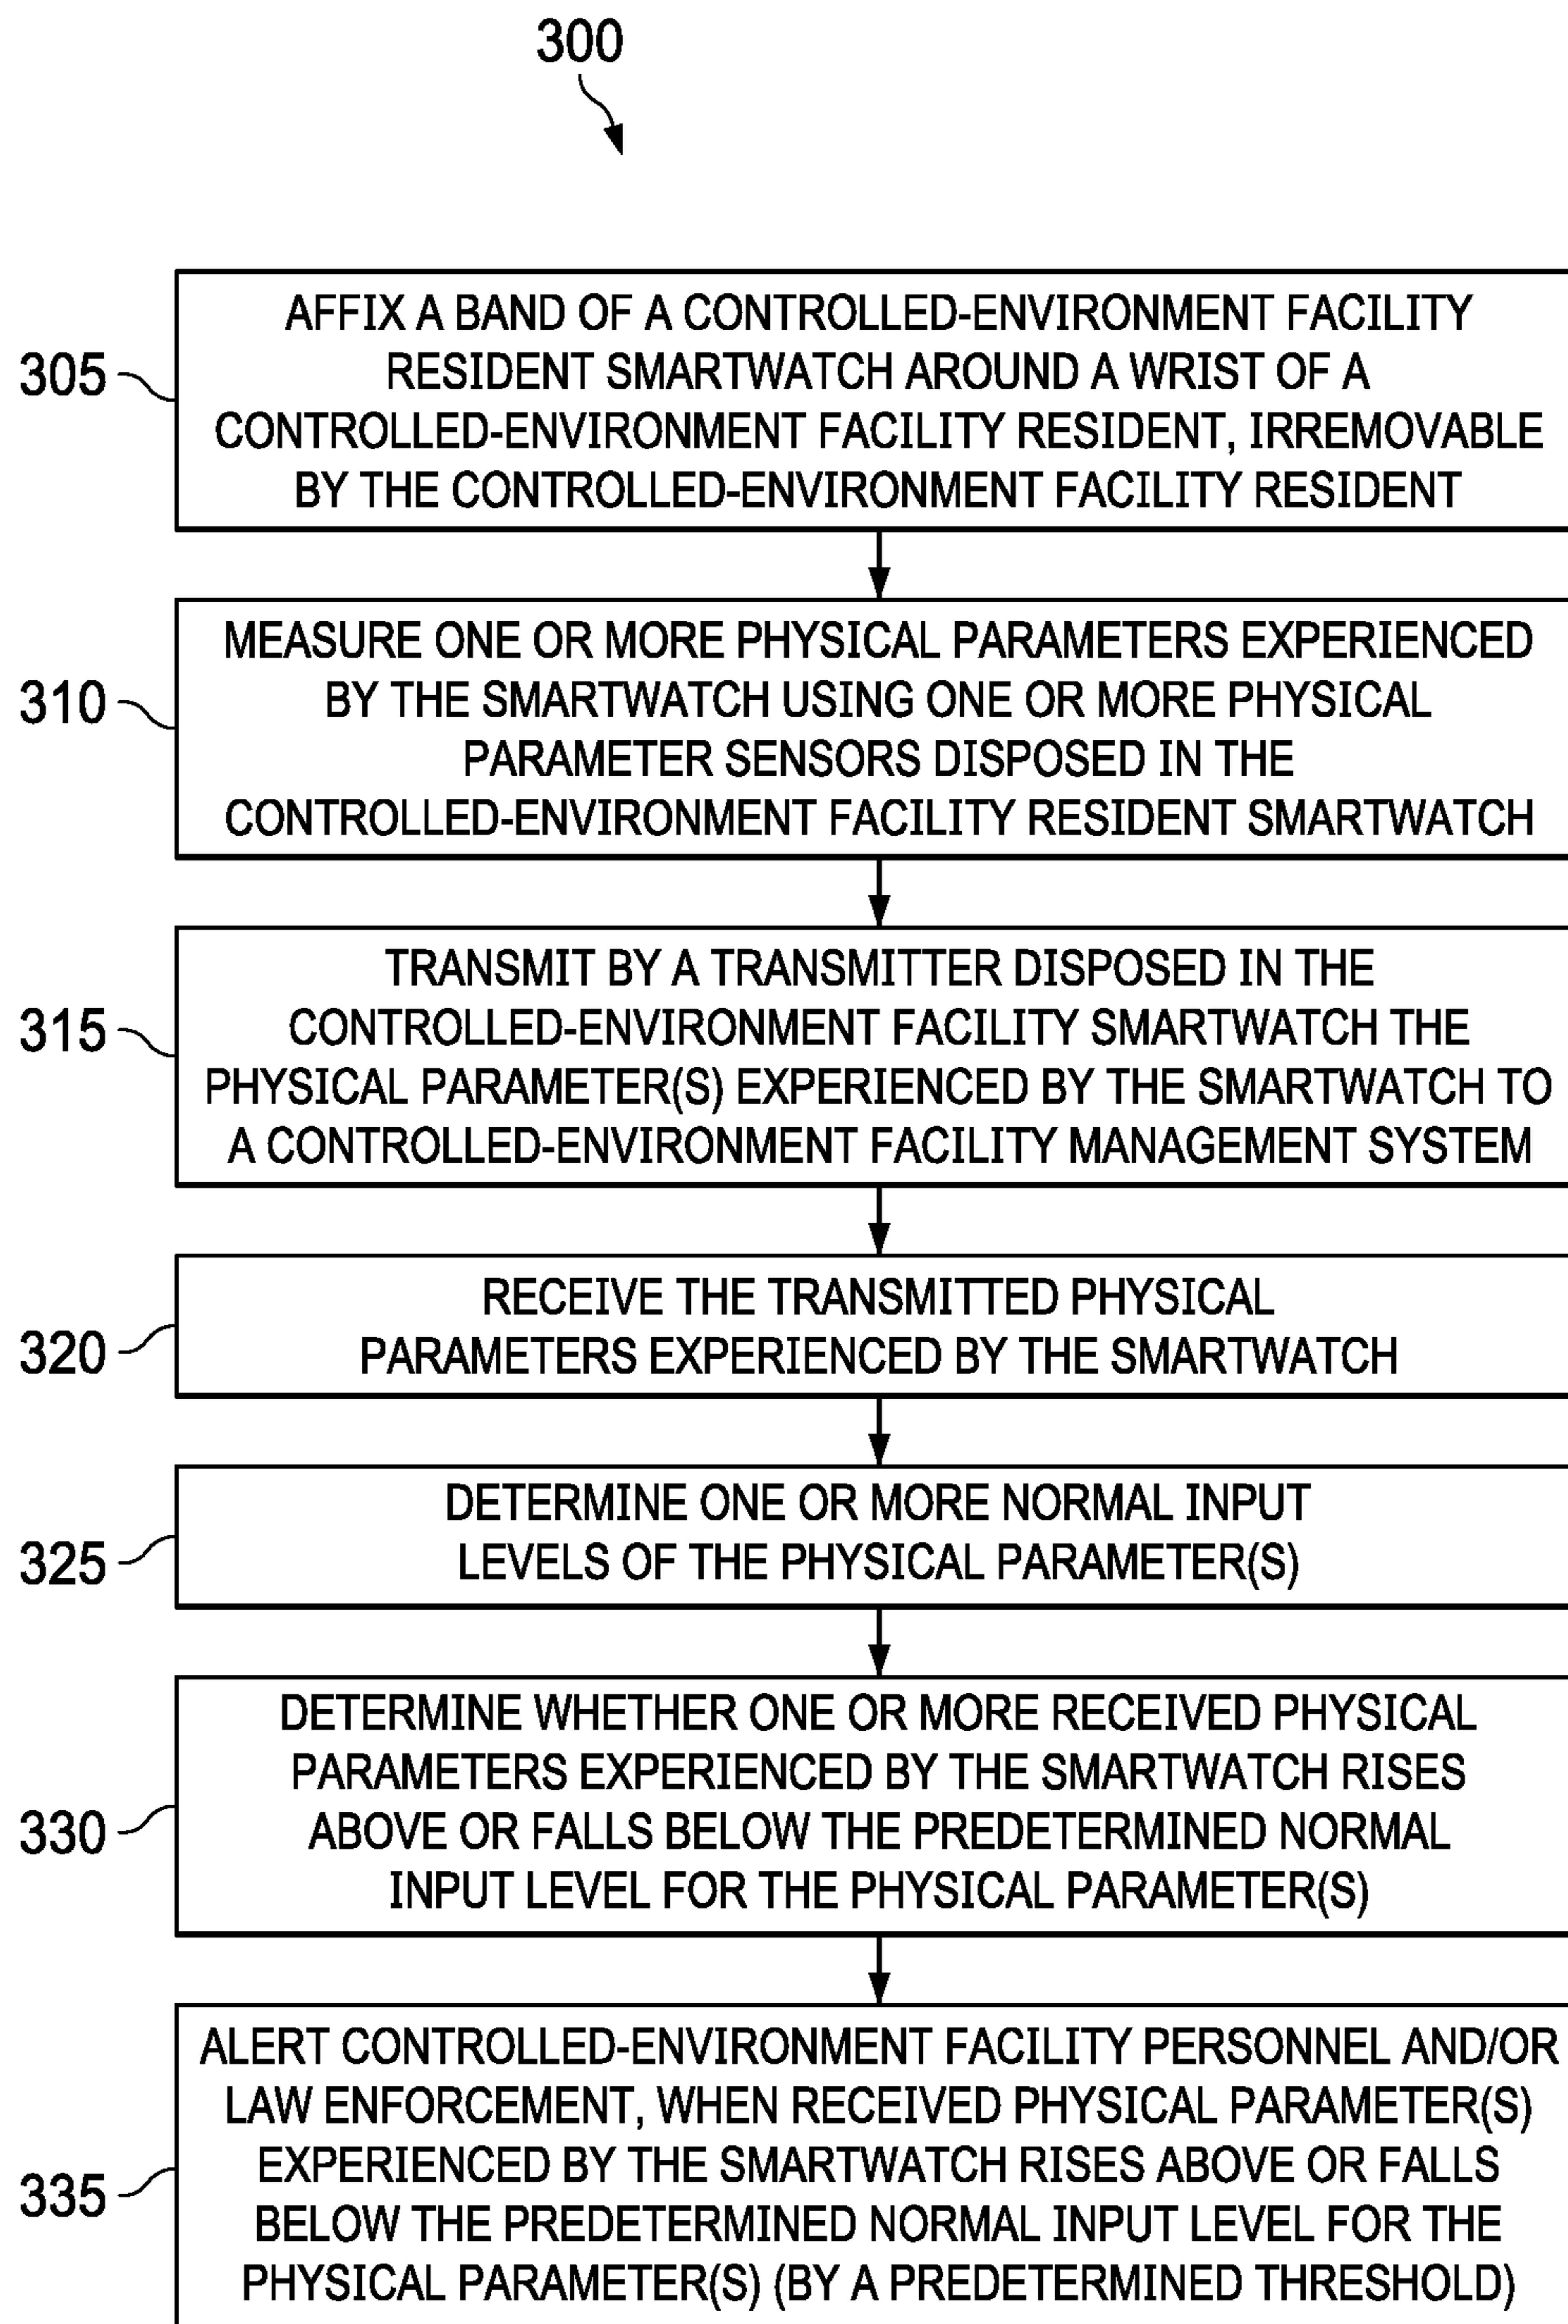 300
305
AFFIX A BAND OF A CONTROLLED-ENVIRONMENT FACILITY
RESIDENT SMARTWATCH AROUND A WRIST OF A
CONTROLLED-ENVIRONMENT FACILITY RESIDENT, IRREMOVABLE
BY THE CONTROLLED-ENVIRONMENT FACILITY RESIDENT
310
MEASURE ONE OR MORE PHYSICAL PARAMETERS EXPERIENCED
BY THE SMARTWATCH USING ONE OR MORE PHYSICAL
PARAMETER SENSORS DISPOSED IN THE
CONTROLLED-ENVIRONMENT FACILITY RESIDENT SMARTWATCH
315
TRANSMIT BY A TRANSMITTER DISPOSED IN THE
CONTROLLED-ENVIRONMENT FACILITY SMARTWATCH THE
PHYSICAL PARAMETER(S) EXPERIENCED BY THE SMARTWATCH TO
A CONTROLLED-ENVIRONMENT FACILITY MANAGEMENT SYSTEM
320
RECEIVE THE TRANSMITTED PHYSICAL
PARAMETERS EXPERIENCED BY THE SMARTWATCH
325
DETERMINE ONE OR MORE NORMAL INPUT
LEVELS OF THE PHYSICAL PARAMETER(S)
330
DETERMINE WHETHER ONE OR MORE RECEIVED PHYSICAL
PARAMETERS EXPERIENCED BY THE SMARTWATCH RISES
ABOVE OR FALLS BELOW THE PREDETERMINED NORMAL
INPUT LEVEL FOR THE PHYSICAL PARAMETER(S)
335
ALERT CONTROLLED-ENVIRONMENT FACILITY PERSONNEL AND/OR
LAW ENFORCEMENT, WHEN RECEIVED PHYSICAL PARAMETER(S)
EXPERIENCED BY THE SMARTWATCH RISES ABOVE OR FALLS
BELOW THE PREDETERMINED NORMAL INPUT LEVEL FOR THE
PHYSICAL PARAMETER(S) (BY A PREDETERMINED THRESHOLD)